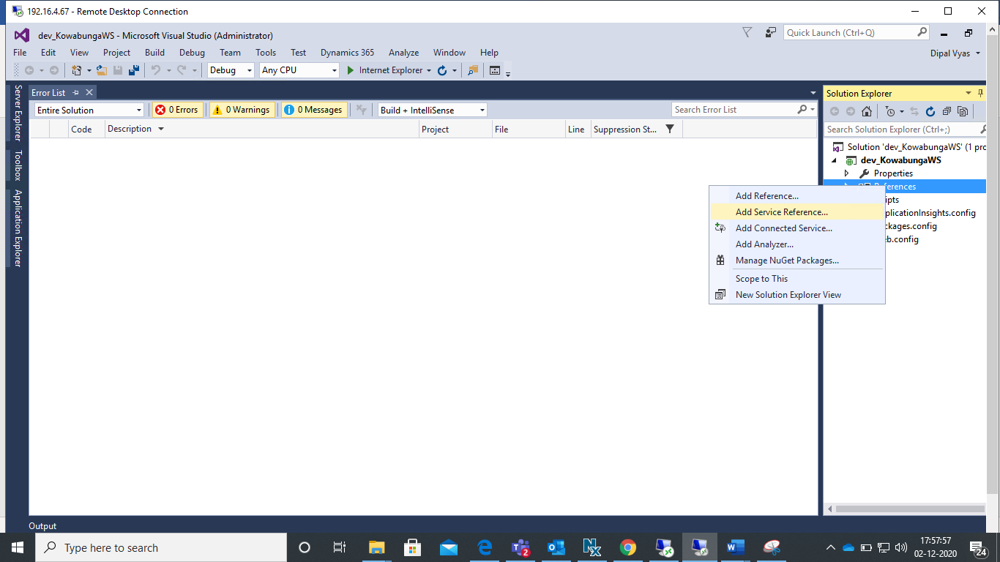 192.16.4.67 - Remote Desktop Connection
dev_KowabungaWS - Microsoft Visual Studio (Administrator)
Quick Launch (Ctrl+Q)
File Edit View Project Build Debug Team Tools Test Dynamics 365 Analyze Window Help
Dipal Vyas
Debug Any CPU Internet Explorer
Server Explorer
Toolbox
Application Explorer
Error List
Entire Solution 0 Errors 0 Warnings 0 Messages Build + IntelliSense Search Error List
Code Description Project File Line Suppression St...
Solution Explorer
Search Solution Explorer (Ctrl+;)
Solution 'dev_KowabungaWS' (1 pro
dev_KowabungaWS
Properties
ferences
ipts
plicationInsights.config
ckages.config
b.config
Add Reference...
Add Service Reference...
Add Connected Service...
Add Analyzer...
Manage NuGet Packages...
Scope to This
New Solution Explorer View
Output
Type here to search
2
17:57:57
02-12-2020
24